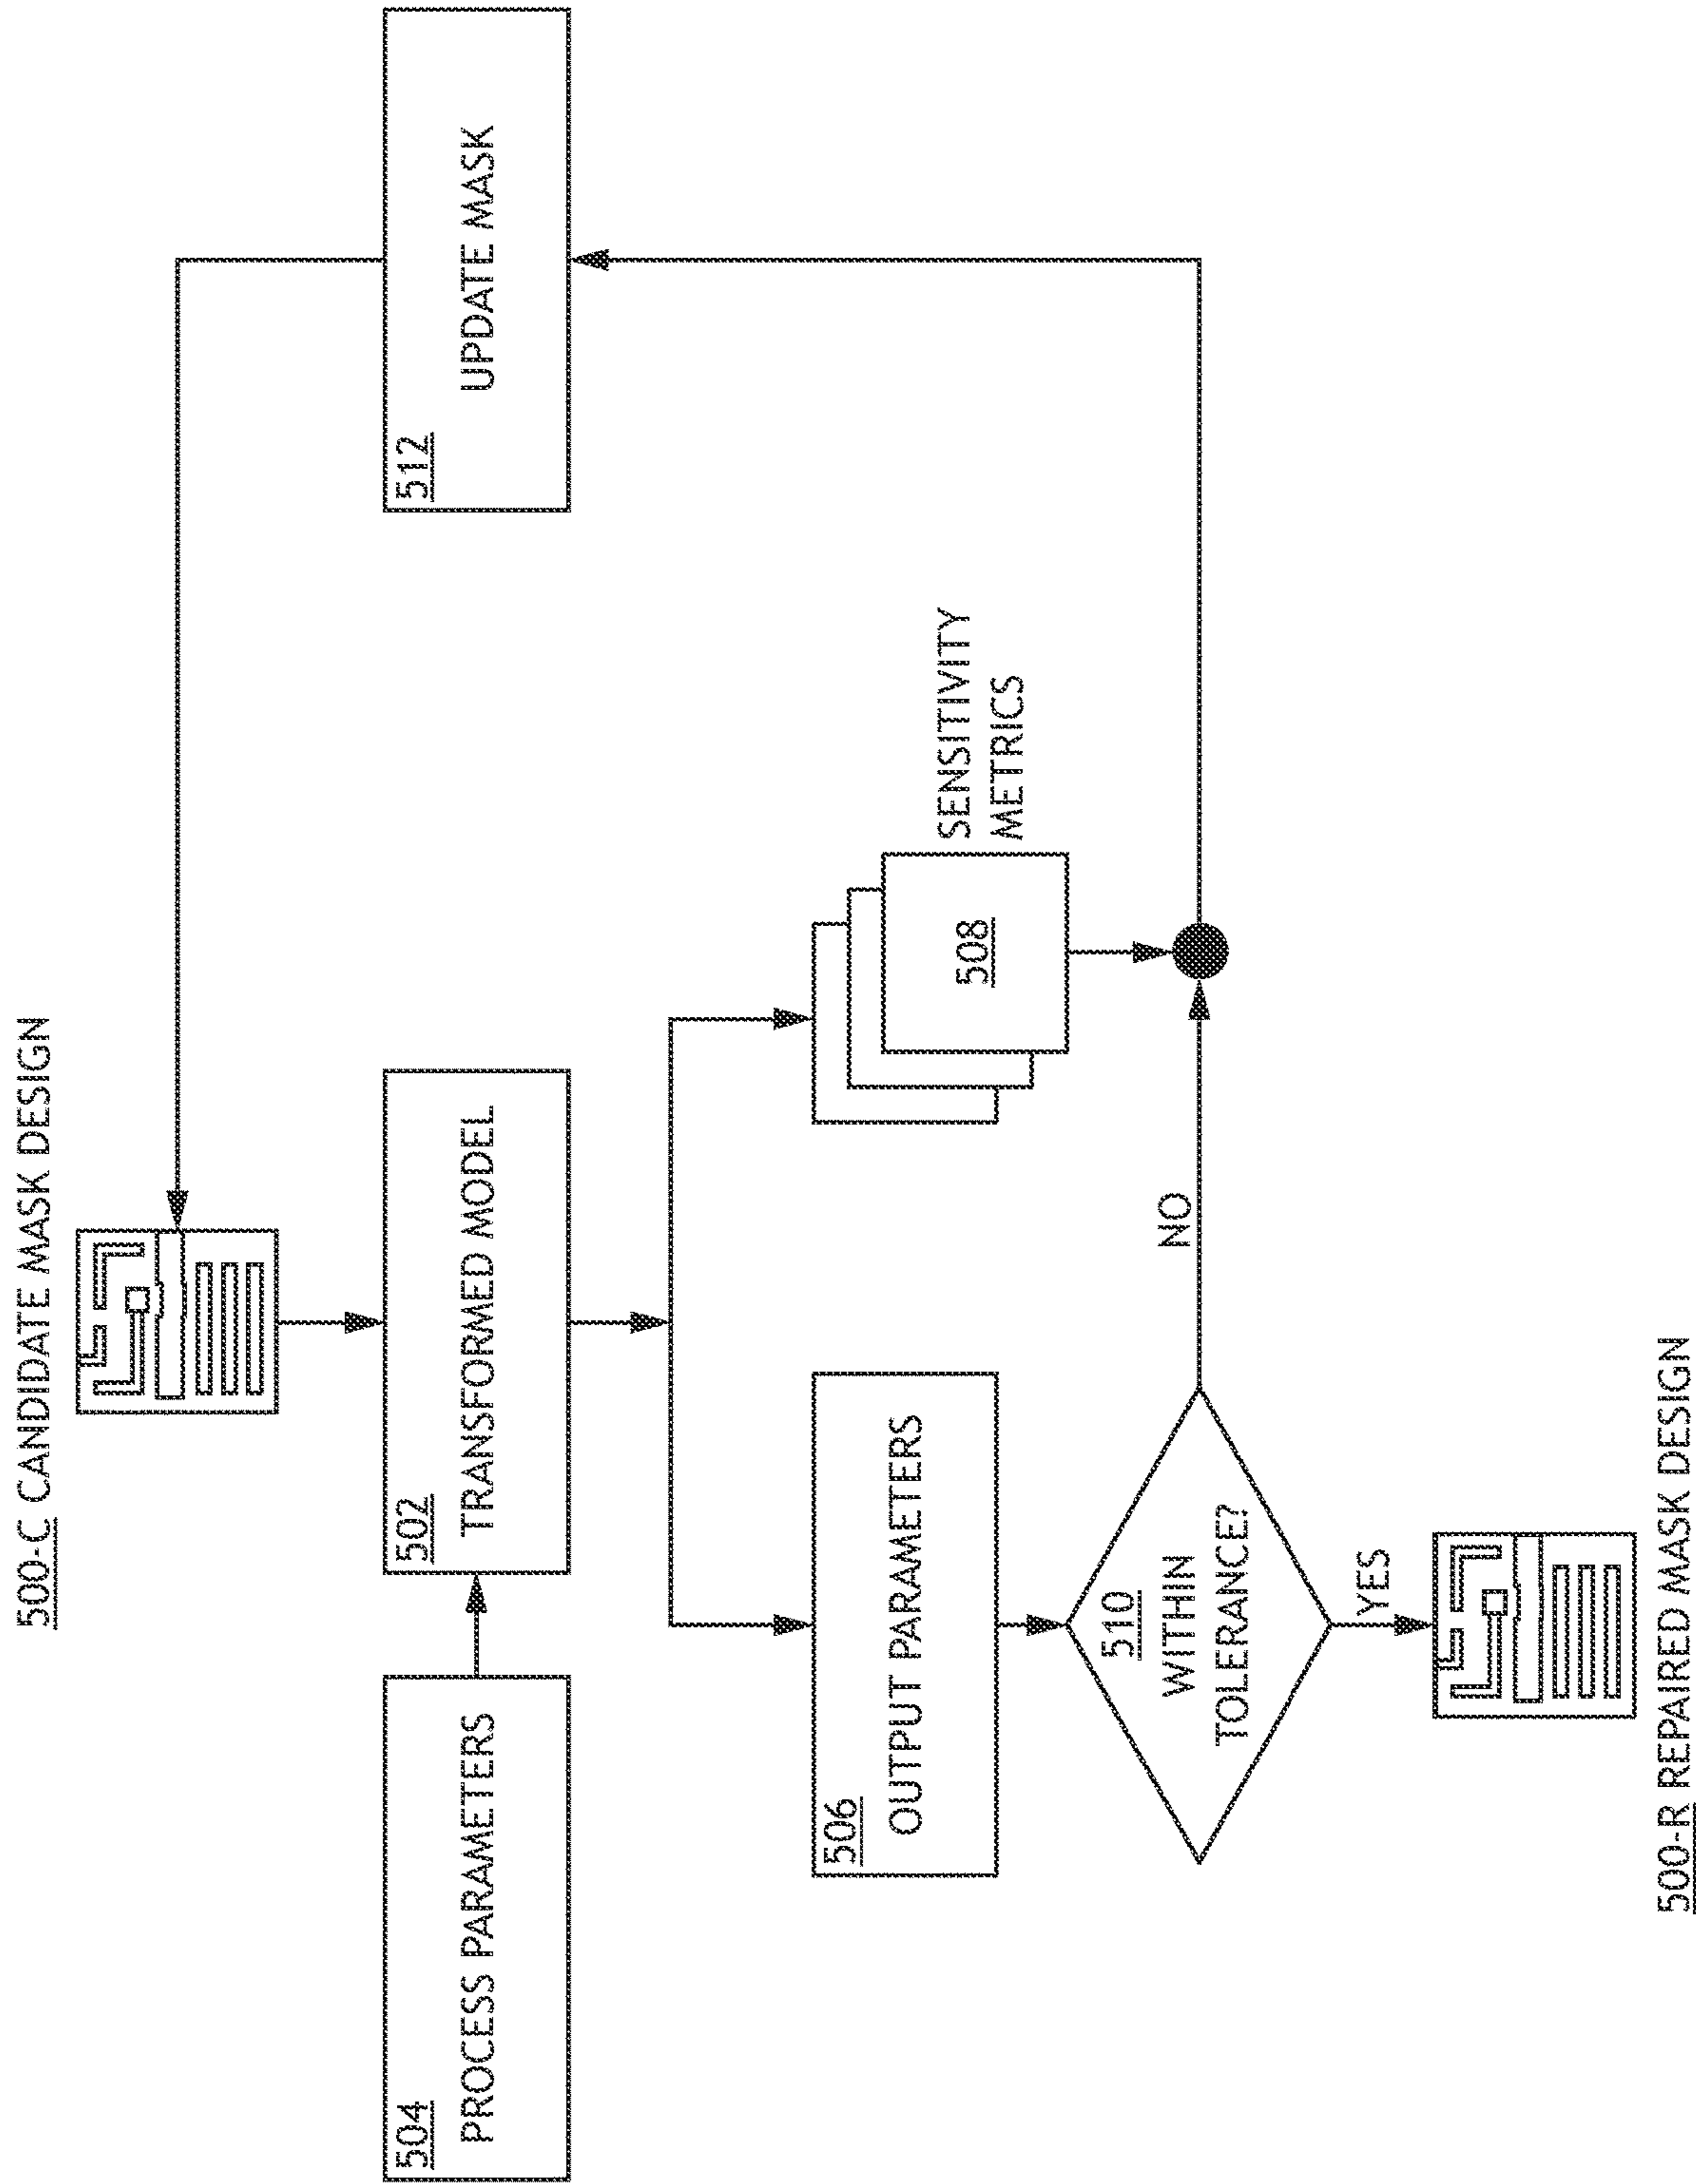 500-C CANDIDATE MASK DESIGN
504
PROCESS PARAMETERS
502
TRANSFORMED MODEL
512
UPDATE MASK
506
OUTPUT PARAMETERS
508
SENSITIVITY
METRICS
510
WITHIN
TOLERANCE?
NO
YES
500-R REPAIRED MASK DESIGN